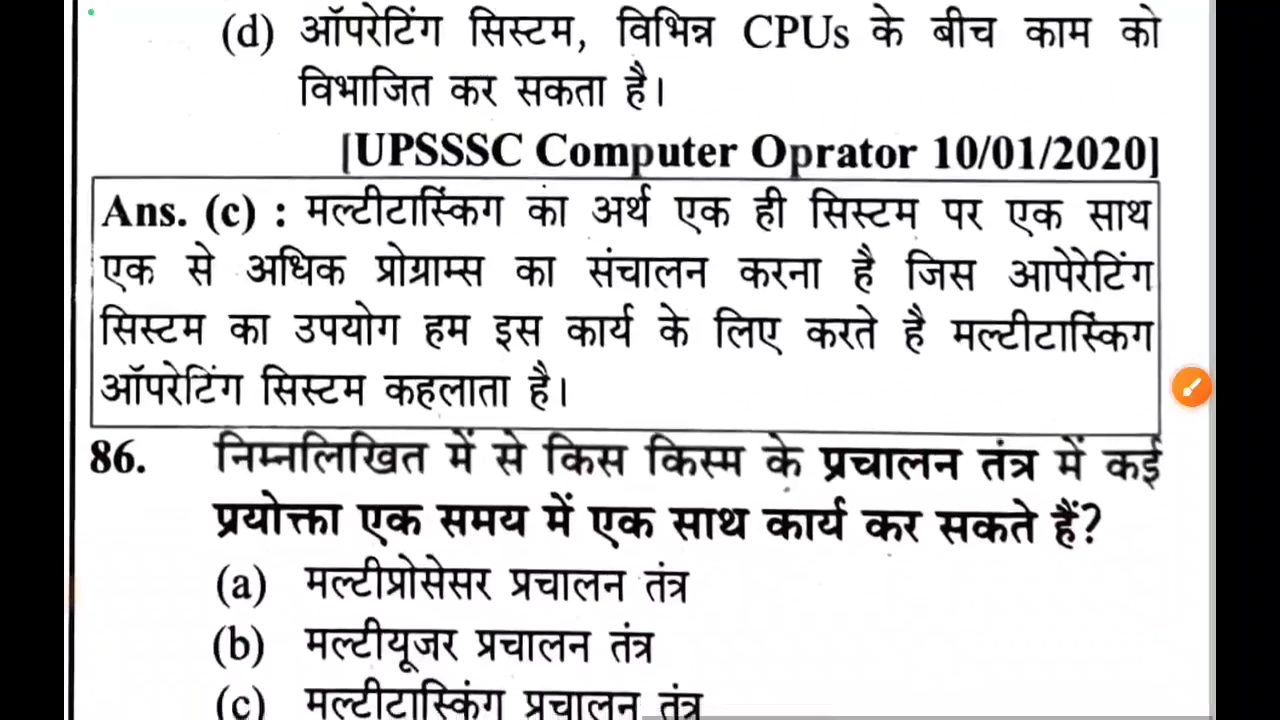 (d) ऑपरेटिंग सिस्टम, विभिन्न CPUs के बीच काम को
विभाजित कर सकता है।
[UPSSSC Computer Oprator 10/01/2020]
Ans. (c) : मल्टीटास्किंग का अर्थ एक ही सिस्टम पर एक साथ
एक से अधिक प्रोग्राम्स का संचालन करना है जिस आपेरेटिंग
सिस्टम का उपयोग हम इस कार्य के लिए करते है मल्टीटास्किंग
ऑपरेटिंग सिस्टम कहलाता है।
86. निम्नलिखित में से किस किस्म के प्रचालन तंत्र में कई
प्रयोक्ता एक समय में एक साथ कार्य कर सकते हैं?
(a) मल्टीप्रोसेसर प्रचालन तंत्र
(b) मल्टीयूजर प्रचालन तंत्र
(c) मल्टीटास्किंग प्रचालन तंत्र